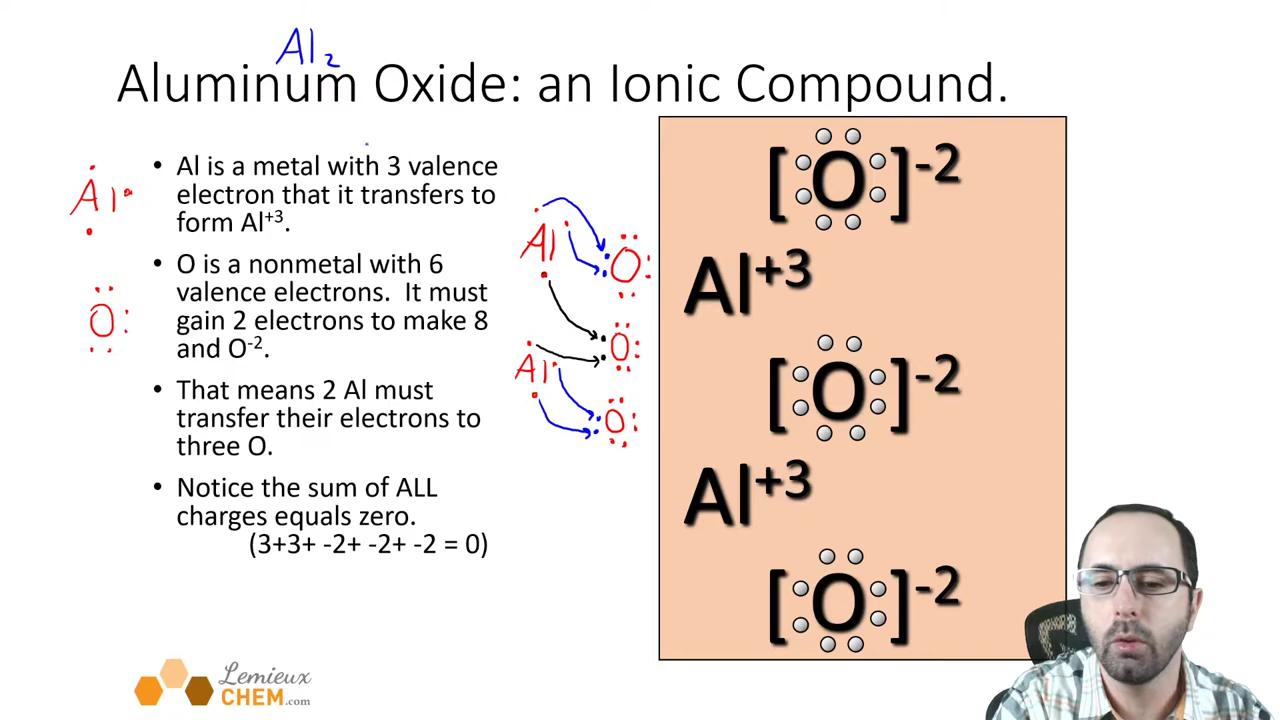 Al₂
Aluminum Oxide: an Ionic Compound.
• Al is a metal with 3 valence
electron that it transfers to
form Al⁺³.
• O is a nonmetal with 6
valence electrons. It must
gain 2 electrons to make 8
and O⁻².
• That means 2 Al must
transfer their electrons to
three O.
• Notice the sum of ALL
charges equals zero.
(3+3+ -2+ -2+ -2 = 0)
Al
O
Al
O
O
Al
O
[O]⁻²
Al⁺³
[O]⁻²
Al⁺³
[O]⁻²
Lemieux
CHEM.com